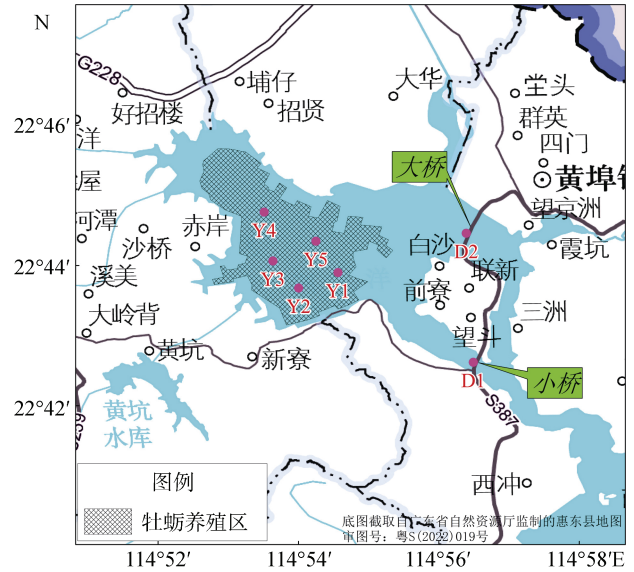 N
G228
埔仔
大华
堂头
好招楼
招贤
群英
22°46′
洋
四门
大桥
黄埠
屋
望京洲
河潭
沙桥
赤岸
Y4
D2
白沙
霞坑
Y5
22°44′
溪美
Y3
Y1
联新
前寮
Y2
大岭背
三洲
望斗
黄坑
新寮
D1
小桥
22°42′
黄坑
水库
S387
S239
图例
西冲
牡蛎养殖区
底图截取自广东省自然资源厅监制的惠东县地图
审图号：粤S(2022)019号
114°52′
114°54′
114°56′
114°58′E